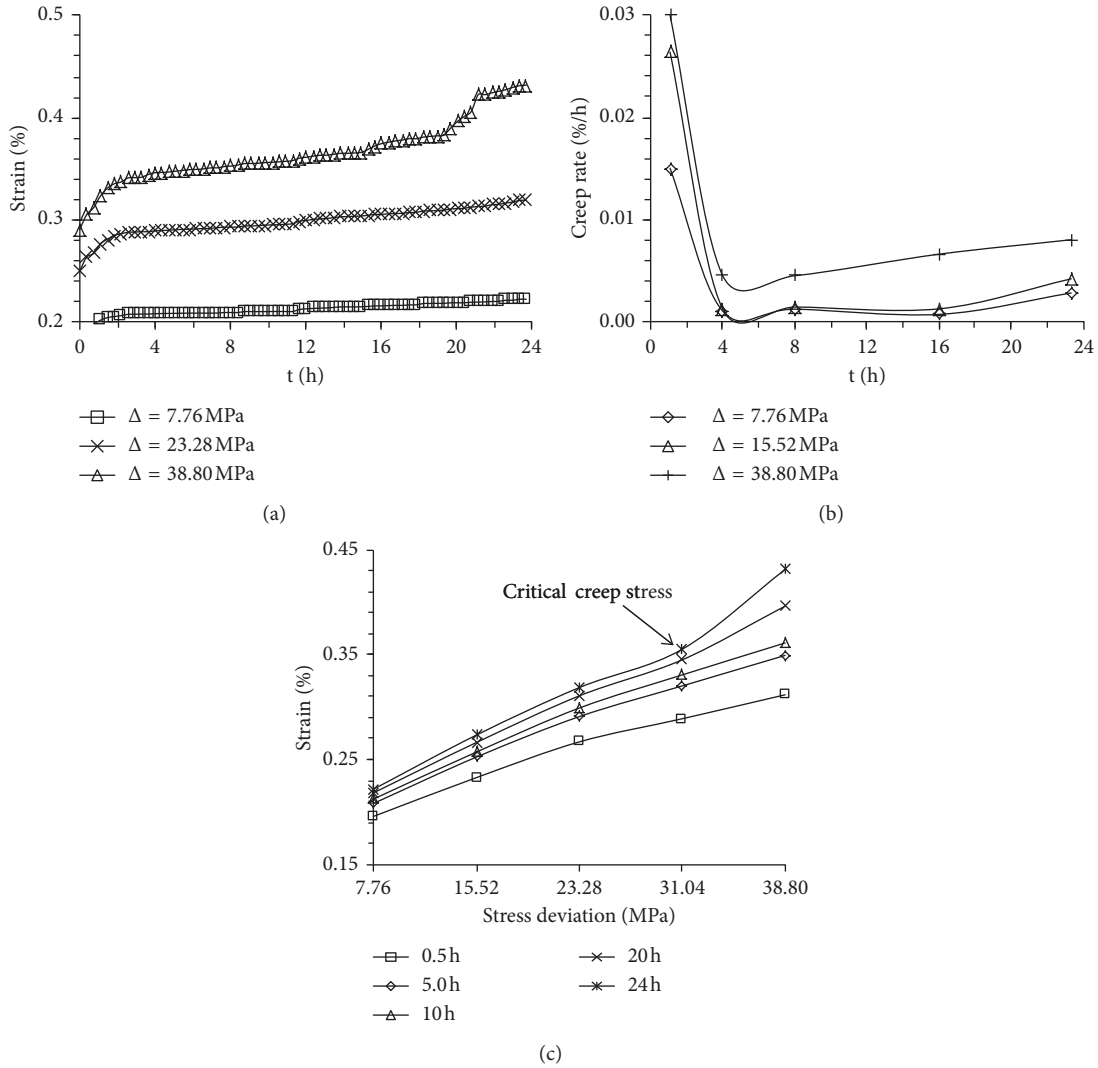 0.5
0.4
0.3
0.2
Strain (%)
0 4 8 12 16 20 24
t (h)
Δ = 7.76 MPa
Δ = 23.28 MPa
Δ = 38.80 MPa
(a)
0.03
0.02
0.01
0.00
Creep rate (%/h)
0 4 8 12 16 20 24
t (h)
Δ = 7.76 MPa
Δ = 15.52 MPa
Δ = 38.80 MPa
(b)
0.45
0.35
0.25
0.15
Strain (%)
Critical creep stress
7.76 15.52 23.28 31.04 38.80
Stress deviation (MPa)
0.5 h
5.0 h
10 h
20 h
24 h
(c)